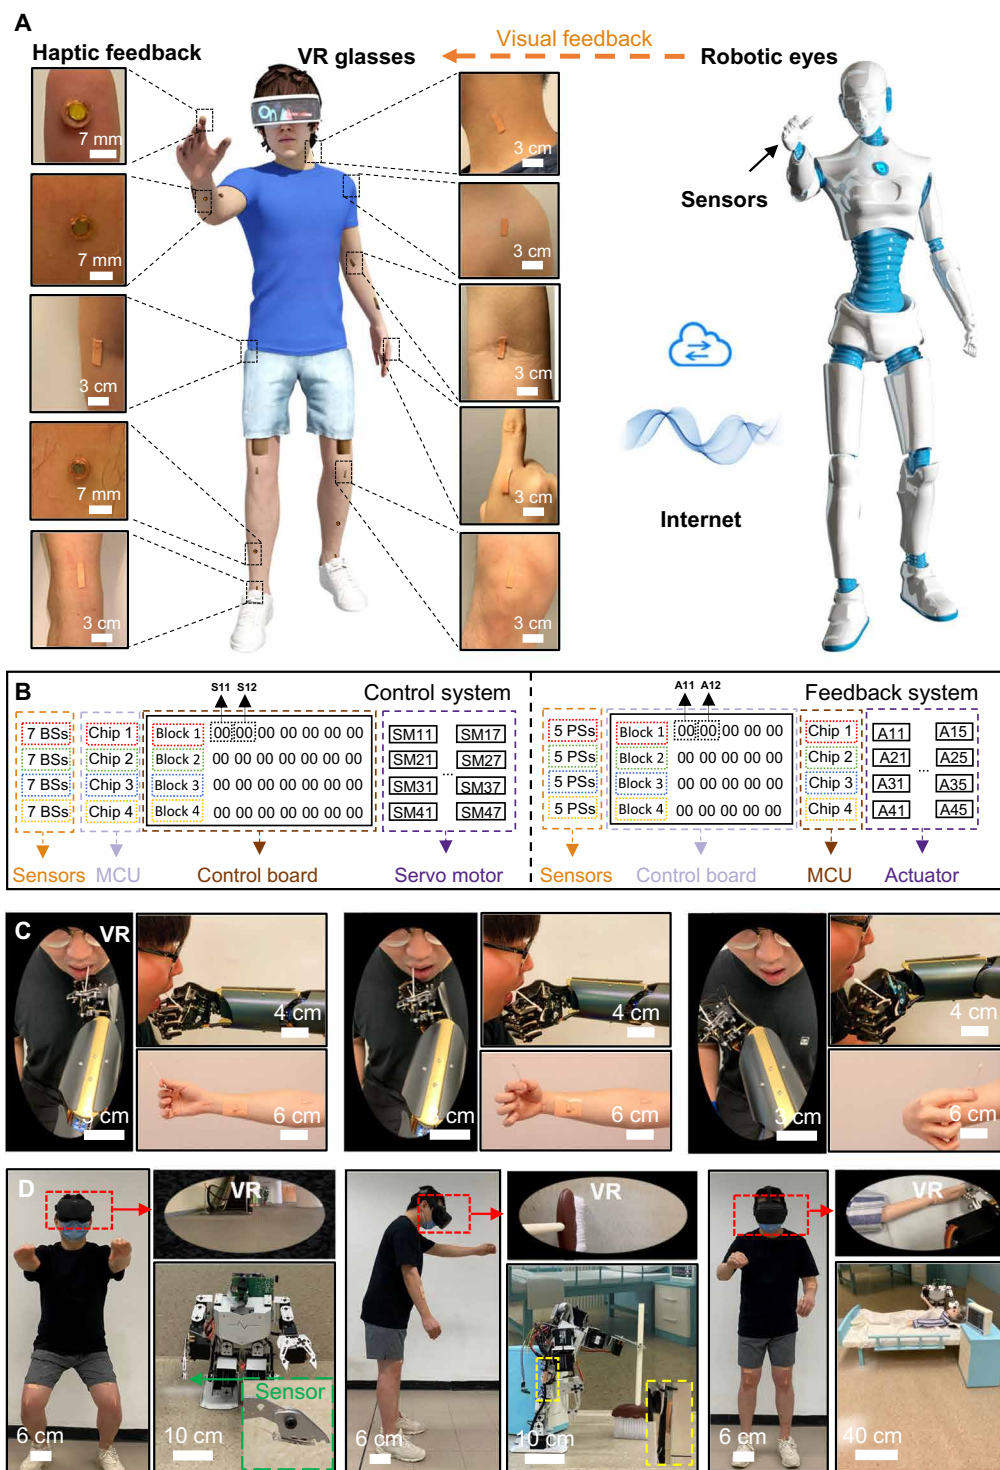 A
Haptic feedback
VR glasses
Visual feedback
Robotic eyes
7 mm
3 cm
Sensors
7 mm
3 cm
3 cm
3 cm
7 mm
3 cm
Internet
3 cm
3 cm
B
S11 S12
Control system
7 BSs Chip 1 Block 1 00 00 00 00 00 00 00 SM11 SM17
7 BSs Chip 2 Block 2 00 00 00 00 00 00 00 SM21 SM27
...
7 BSs Chip 3 Block 3 00 00 00 00 00 00 00 SM31 SM37
7 BSs Chip 4 Block 4 00 00 00 00 00 00 00 SM41 SM47
Sensors MCU Control board Servo motor
A11 A12
Feedback system
5 PSs Block 1 00 00 00 00 00 Chip 1 A11 A15
5 PSs Block 2 00 00 00 00 00 Chip 2 A21 A25
...
5 PSs Block 3 00 00 00 00 00 Chip 3 A31 A35
5 PSs Block 4 00 00 00 00 00 Chip 4 A41 A45
Sensors Control board MCU Actuator
C
VR
4 cm
4 cm
4 cm
3 cm
6 cm
3 cm
6 cm
3 cm
6 cm
D
VR
VR
VR
Sensor
6 cm
10 cm
6 cm
10 cm
6 cm
40 cm